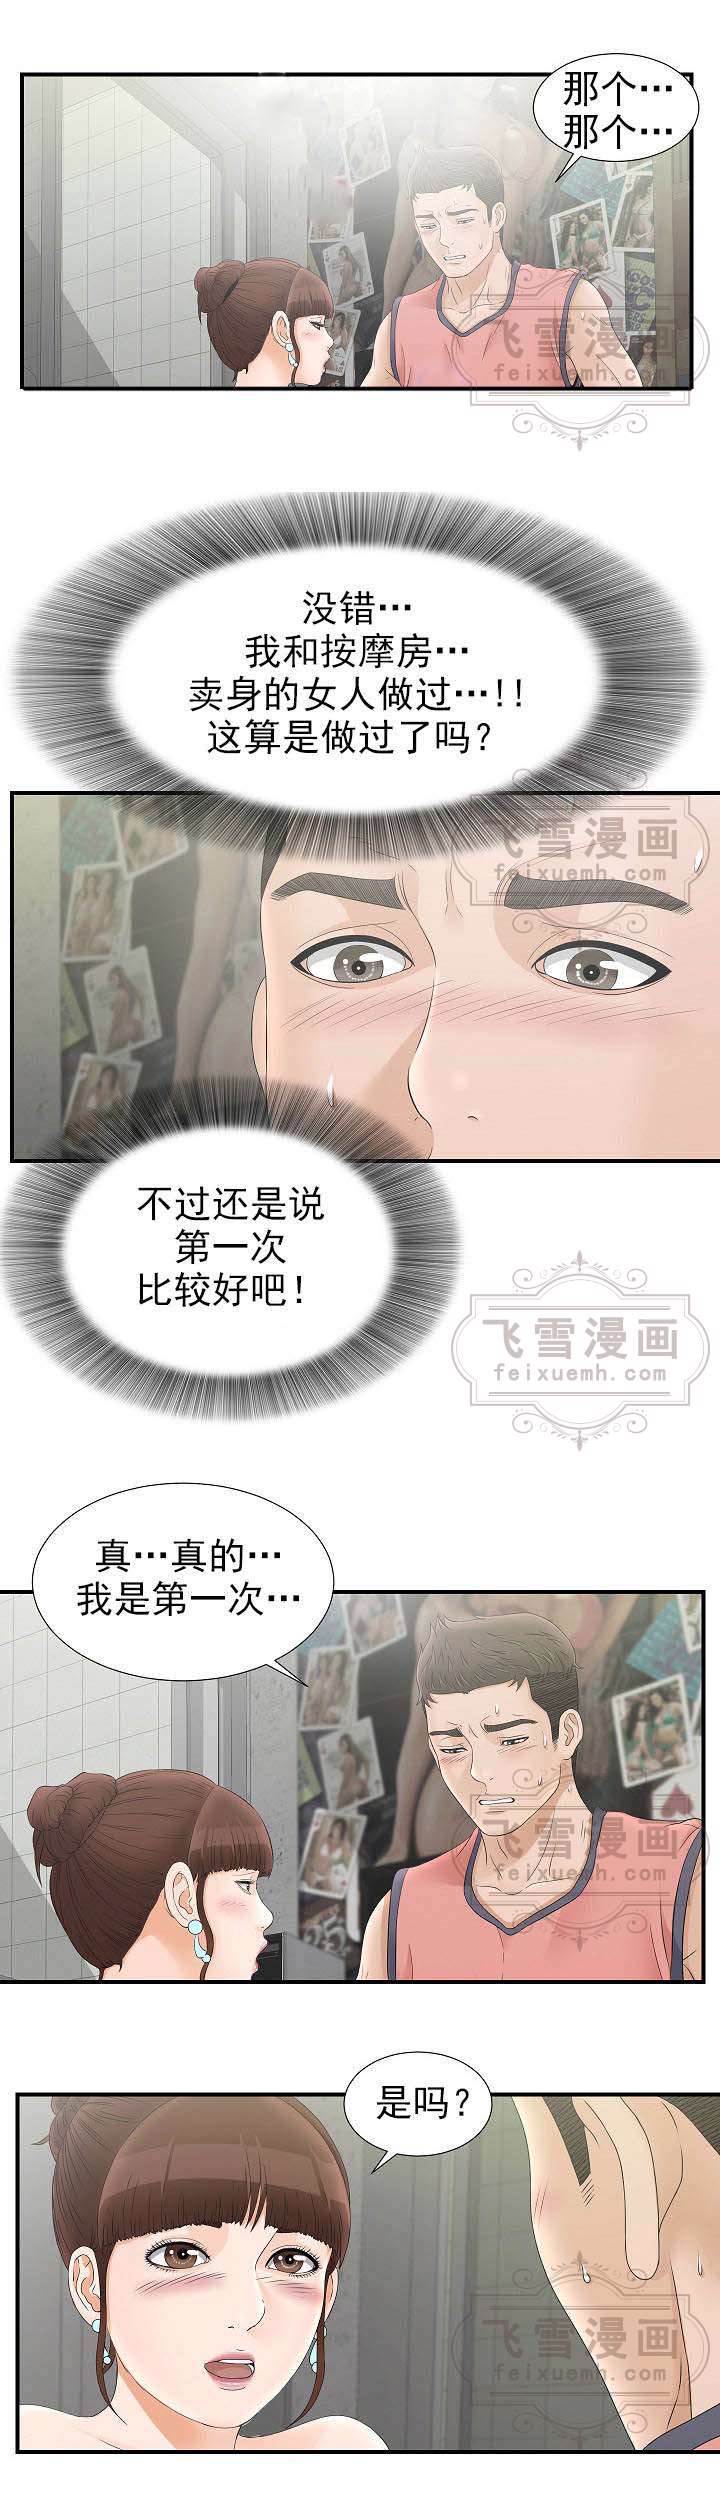 那个…
那个…
飞雪漫画
feixuemh.com
没错…
我和按摩房…
卖身的女人做过…!!
这算是做过了吗?
飞雪漫画
feixuemh.com
不过还是说
第一次
比较好吧!
飞雪漫画
feixuemh.com
真…真的…
我是第一次…
飞雪漫画
feixuemh.com
是吗?
飞雪漫画
feixuemh.com